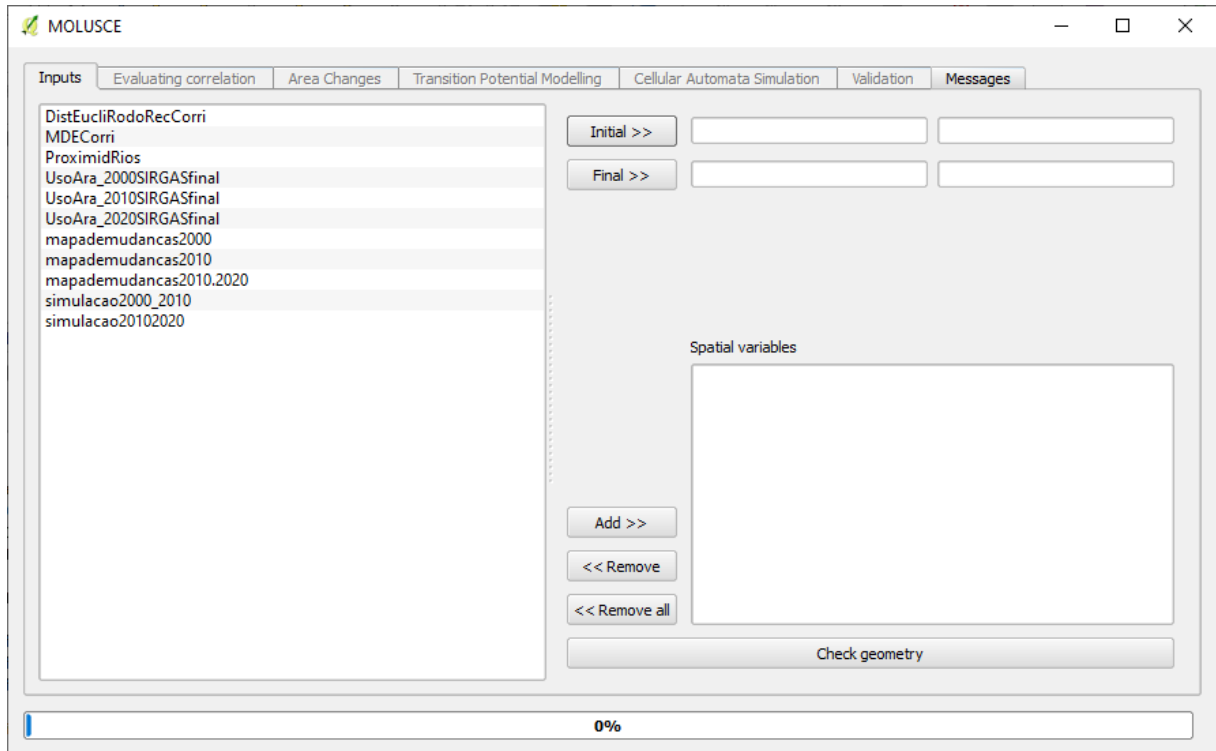 MOLUSCE
Inputs Evaluating correlation Area Changes Transition Potential Modelling Cellular Automata Simulation Validation Messages
DistEucliRodoRecCorri
MDECorri
ProximidRios
UsoAra_2000SIRGASfinal
UsoAra_2010SIRGASfinal
UsoAra_2020SIRGASfinal
mapademudancas2000
mapademudancas2010
mapademudancas2010.2020
simulacao2000_2010
simulacao20102020
Initial >>
Final >>
Spatial variables
Add >>
<< Remove
<< Remove all
Check geometry
0%